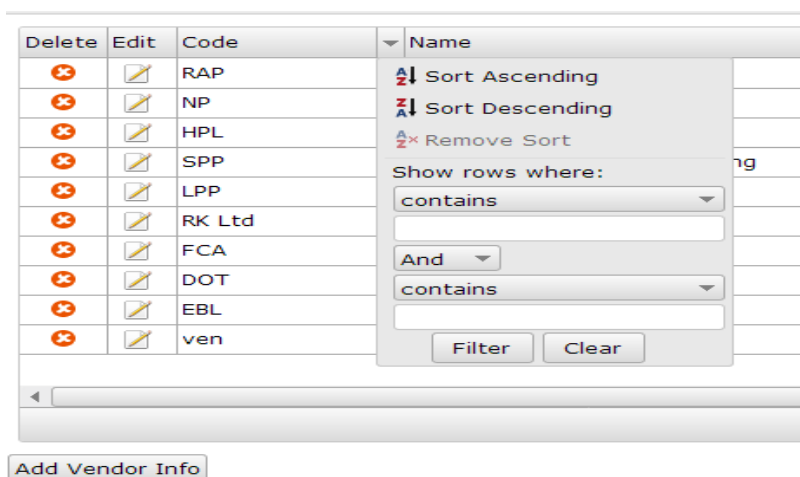 Delete Edit Code Name
RAP
Sort Ascending
NP
Sort Descending
HPL
Remove Sort
SPP
ng
Show rows where:
LPP
contains
RK Ltd
FCA
And
DOT
contains
EBL
ven
Filter Clear
Add Vendor Info